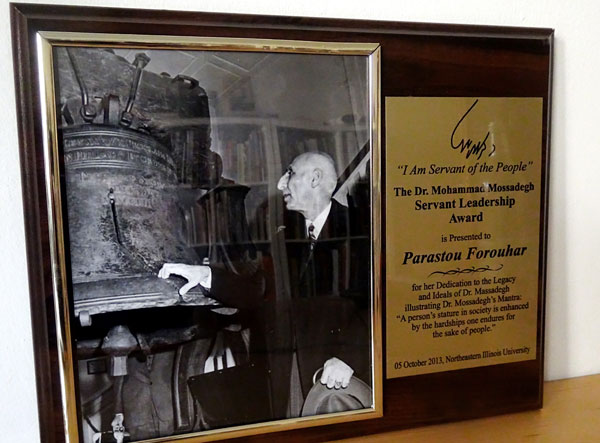 "I Am Servant of the People"
The Dr. Mohammad Mossadegh
Servant Leadership
Award
is Presented to
Parastou Forouhar
for her Dedication to the Legacy
and Ideals of Dr. Massadegh
illustrating Dr. Mossadegh's Mantra:
"A person's stature in society is enhanced
by the hardships one endures for
the sake of people."
05 October 2013, Northeastern Illinois University